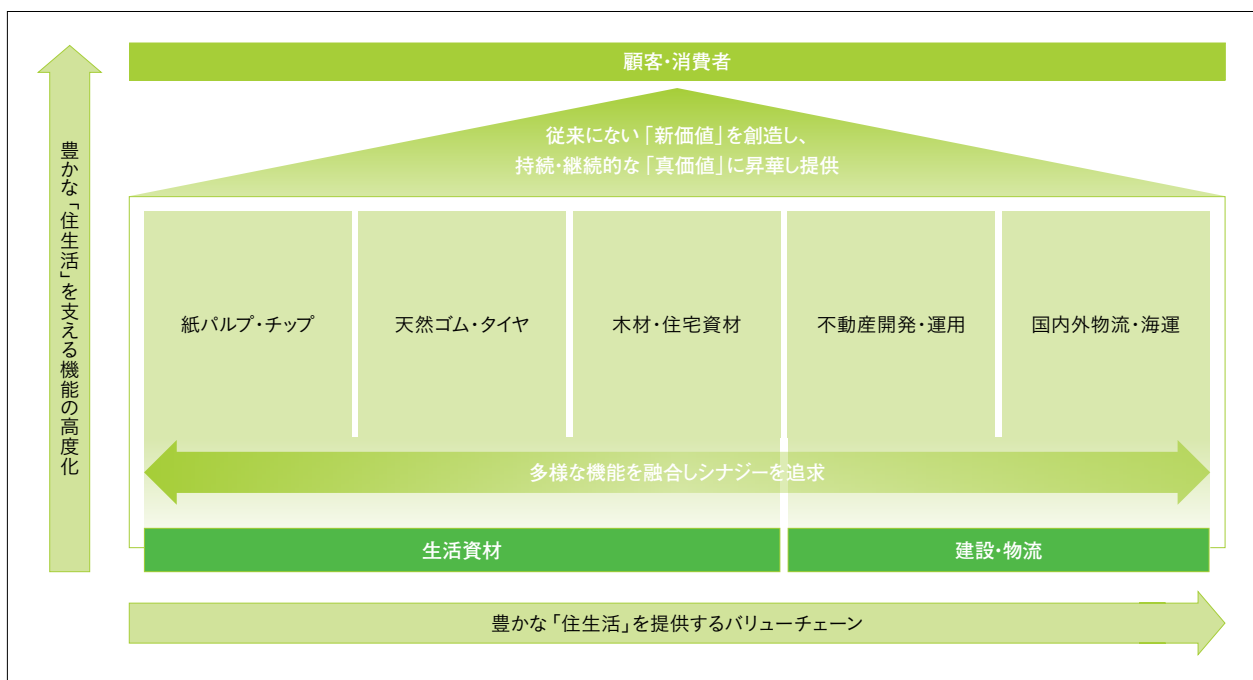 顧客・消費者
従来にない「新価値」を創造し、
持続・継続的な「真価値」に昇華し提供
豊かな「住生活」を支える機能の高度化
紙パルプ・チップ
天然ゴム・タイヤ
木材・住宅資材
不動産開発・運用
国内外物流・海運
多様な機能を融合しシナジーを追求
生活資材
建設・物流
豊かな「住生活」を提供するバリューチェーン